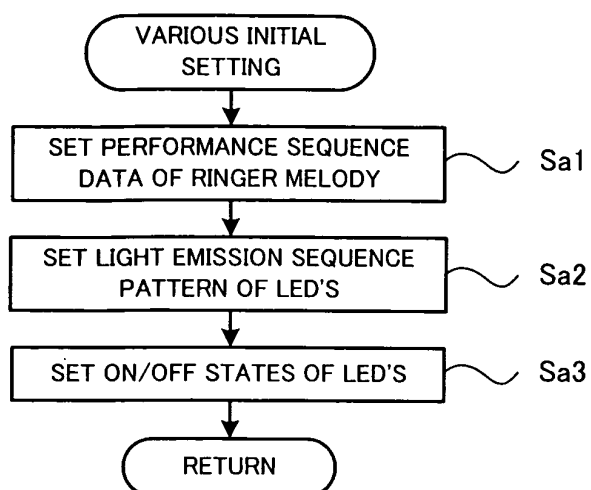 VARIOUS INITIAL
SETTING
SET PERFORMANCE SEQUENCE
DATA OF RINGER MELODY
Sa1
SET LIGHT EMISSION SEQUENCE
PATTERN OF LED'S
Sa2
SET ON/OFF STATES OF LED'S
Sa3
RETURN